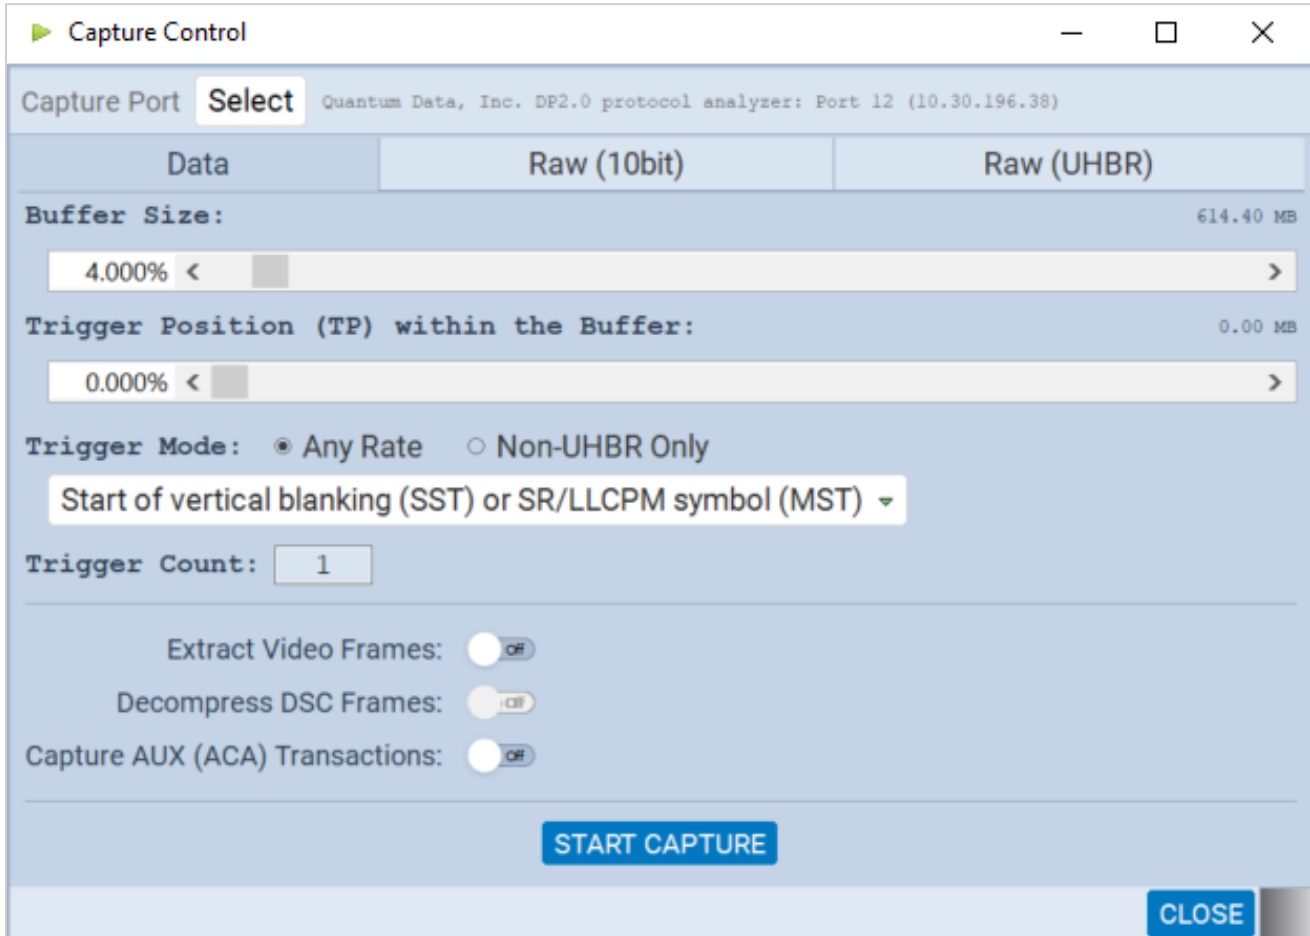 Capture Control
Capture Port Select Quantum Data, Inc. DP2.0 protocol analyzer: Port 12 (10.30.196.38)
Data Raw (10bit) Raw (UHBR)
Buffer Size: 614.40 MB
4.000%
Trigger Position (TP) within the Buffer: 0.00 MB
0.000%
Trigger Mode: Any Rate Non-UHBR Only
Start of vertical blanking (SST) or SR/LLCPM symbol (MST)
Trigger Count: 1
Extract Video Frames: Off
Decompress DSC Frames: Off
Capture AUX (ACA) Transactions: Off
START CAPTURE
CLOSE